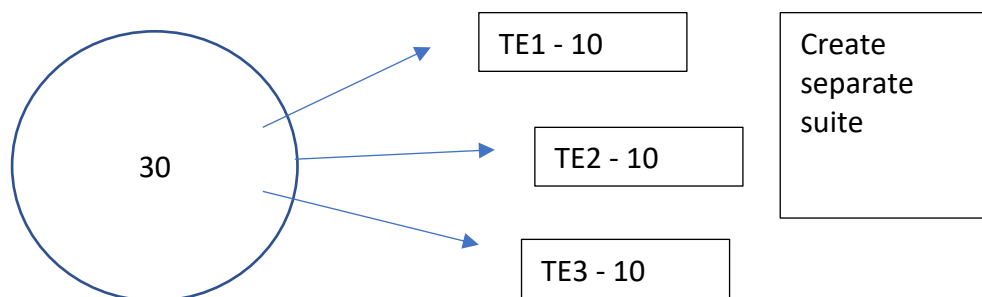 TE1 - 10
Create
separate
suite
30
TE2 - 10
TE3 - 10